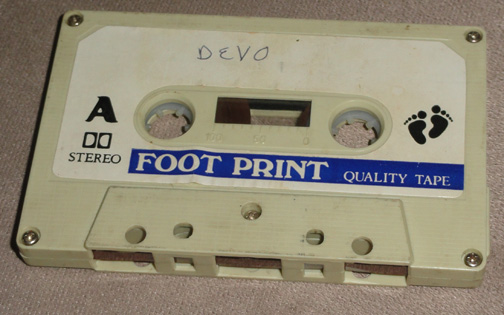 DEVO
A
STEREO
FOOT PRINT QUALITY TAPE